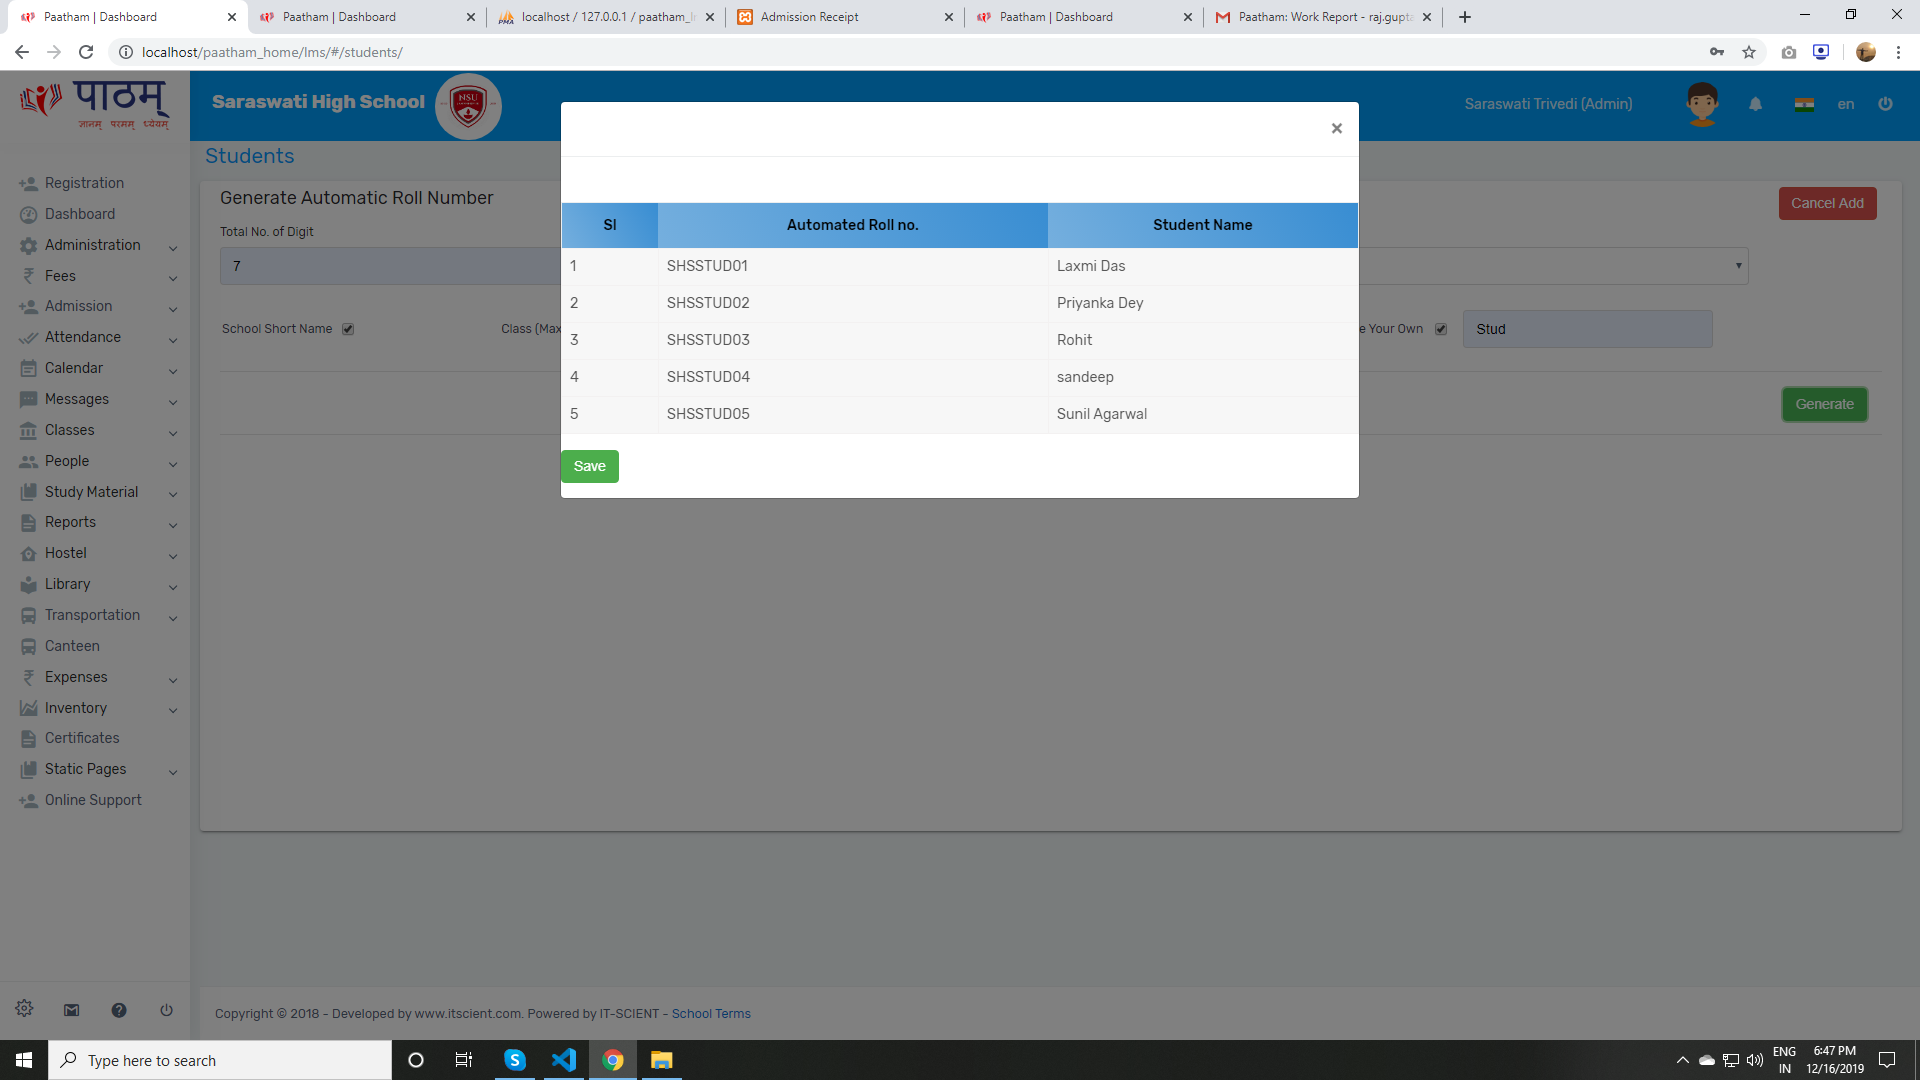 Paatham | Dashboard
Paatham | Dashboard
localhost / 127.0.0.1 / paatham_l
Admission Receipt
Paatham | Dashboard
Paatham: Work Report - raj.gupta
localhost/paatham_home/lms/#/students/
पाठम्
ज्ञानम् परमम् ध्येयम्
Saraswati High School
NSU
Saraswati Trivedi (Admin)
en
Students
Registration
Dashboard
Administration
Fees
Admission
Attendance
Calendar
Messages
Classes
People
Study Material
Reports
Hostel
Library
Transportation
Canteen
Expenses
Inventory
Certificates
Static Pages
Online Support
Generate Automatic Roll Number
Cancel Add
Total No. of Digit
7
School Short Name
Class (Max
e Your Own
Stud
Generate
×
Sl Automated Roll no. Student Name
1 SHSSTUD01 Laxmi Das
2 SHSSTUD02 Priyanka Dey
3 SHSSTUD03 Rohit
4 SHSSTUD04 sandeep
5 SHSSTUD05 Sunil Agarwal
Save
Copyright © 2018 - Developed by www.itscient.com. Powered by IT-SCIENT - School Terms
Type here to search
ENG
IN
6:47 PM
12/16/2019